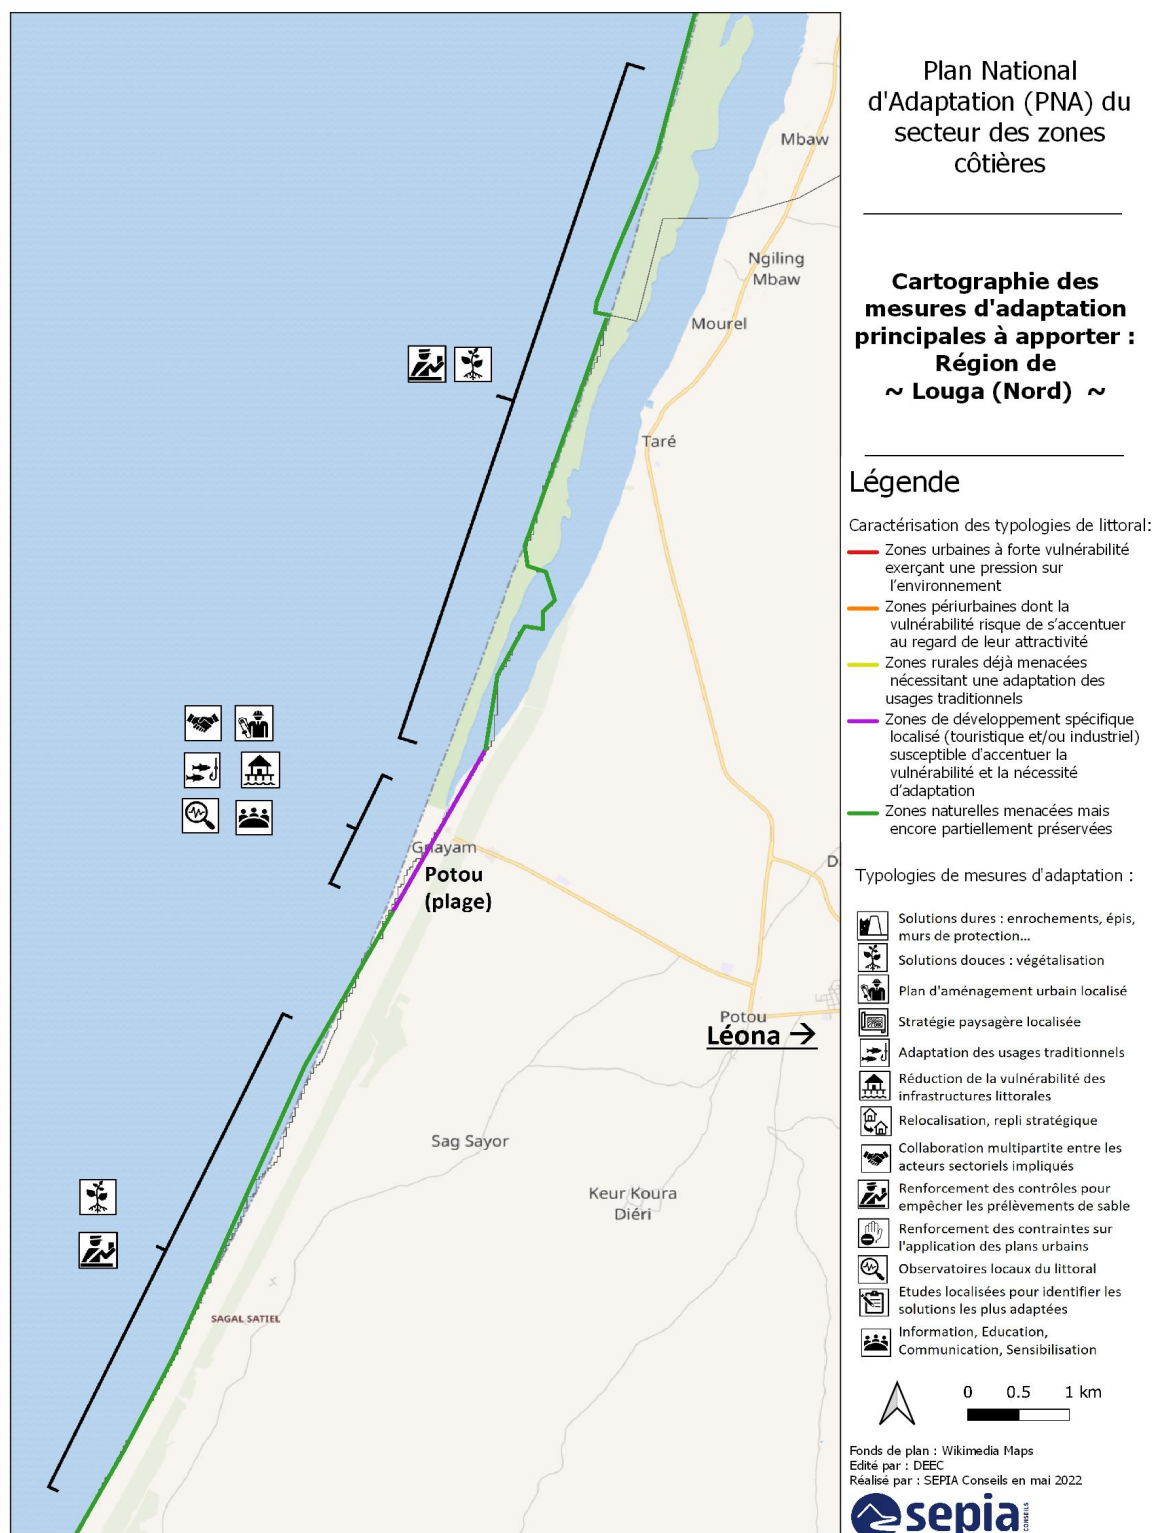 Plan National
d'Adaptation (PNA) du
secteur des zones
côtières
Cartographie des
mesures d'adaptation
principales à apporter :
Région de
~ Louga (Nord) ~
Légende
Caractérisation des typologies de littoral:
Zones urbaines à forte vulnérabilité
exerçant une pression sur
l'environnement
Zones périurbaines dont la
vulnérabilité risque de s'accentuer
au regard de leur attractivité
Zones rurales déjà menacées
nécessitant une adaptation des
usages traditionnels
Zones de développement spécifique
localisé (touristique et/ou industriel)
susceptible d'accentuer la
vulnérabilité et la nécessité
d'adaptation
Zones naturelles menacées mais
encore partiellement préservées
Typologies de mesures d'adaptation :
Solutions dures : enrochements, épis,
murs de protection...
Solutions douces : végétalisation
Plan d'aménagement urbain localisé
Stratégie paysagère localisée
Adaptation des usages traditionnels
Réduction de la vulnérabilité des
infrastructures littorales
Relocalisation, repli stratégique
Collaboration multipartite entre les
acteurs sectoriels impliqués
Renforcement des contrôles pour
empêcher les prélèvements de sable
Renforcement des contraintes sur
l'application des plans urbains
Observatoires locaux du littoral
Etudes localisées pour identifier les
solutions les plus adaptées
Information, Education,
Communication, Sensibilisation
0 0.5 1 km
Fonds de plan : Wikimedia Maps
Edité par : DEEC
Réalisé par : SEPIA Conseils en mai 2022
sepia
CONSEILS
Mbaw
Ngiling
Mbaw
Mourel
Taré
Gnayam
Potou
(plage)
D
Potou
Léona →
Sag Sayor
Keur Koura
Diéri
SAGAL SATIEL